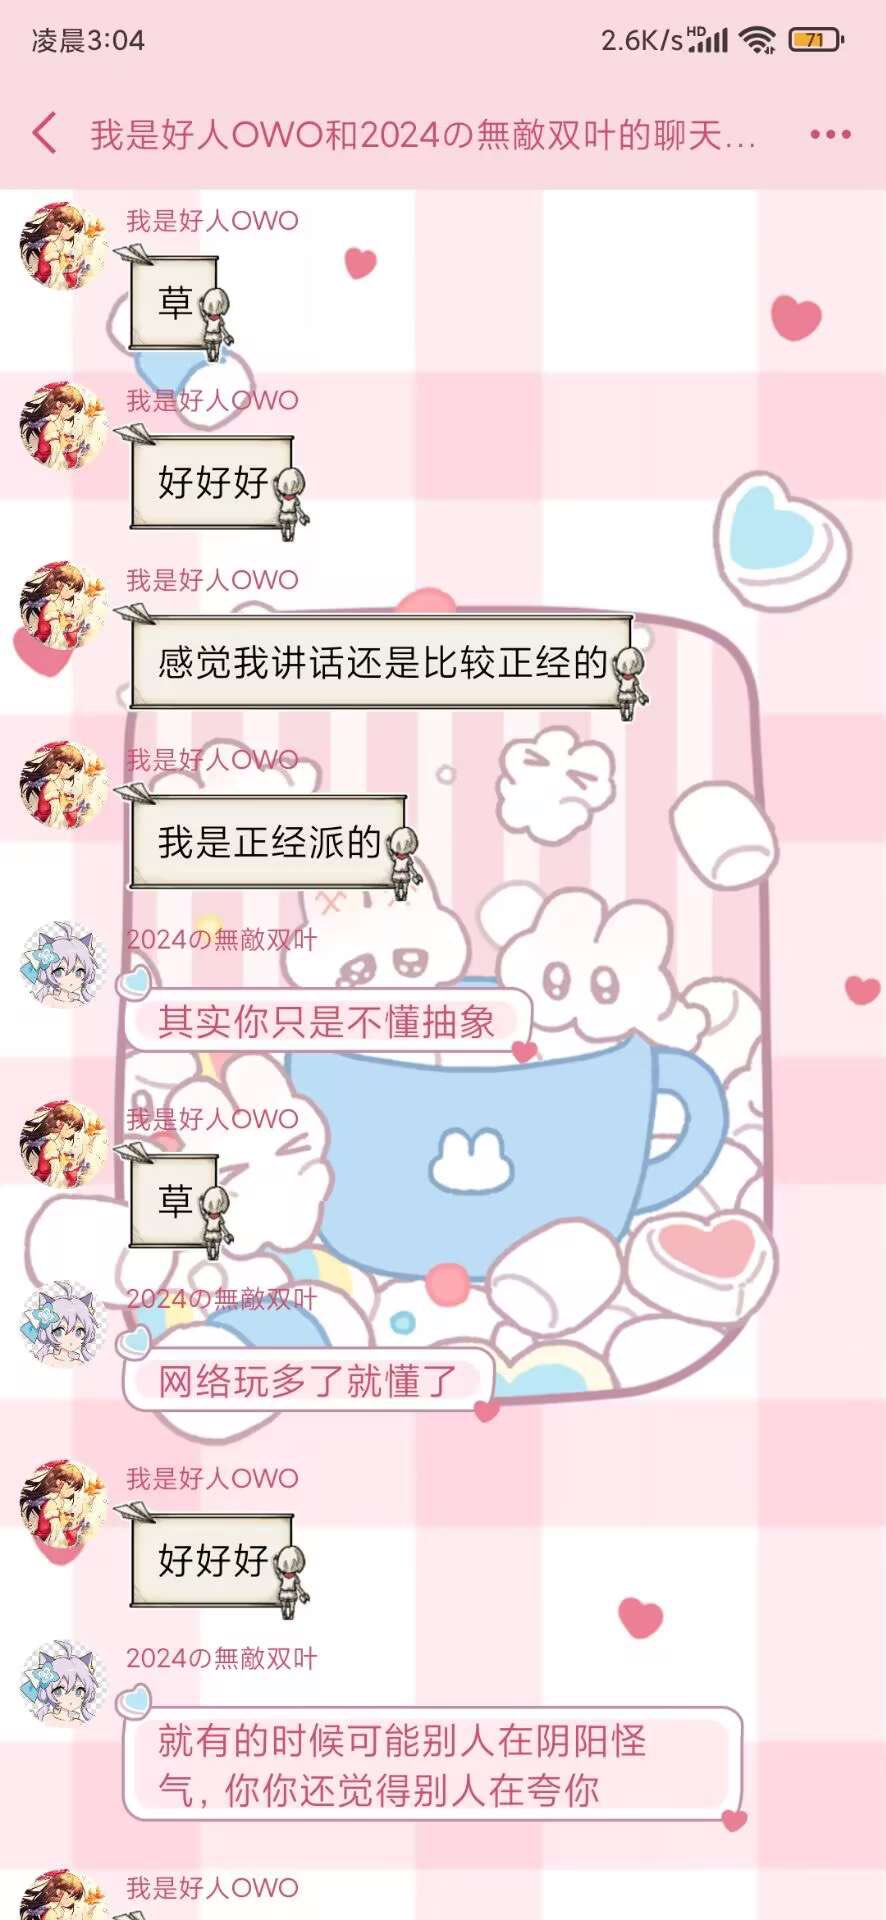 凌晨3:04
2.6K/s HD 71
我是好人OWO和2024の無敵双叶的聊天...
我是好人OWO
草
我是好人OWO
好好好
我是好人OWO
感觉我讲话还是比较正经的
我是好人OWO
我是正经派的
2024の無敵双叶
其实你只是不懂抽象
我是好人OWO
草
2024の無敵双叶
网络玩多了就懂了
我是好人OWO
好好好
2024の無敵双叶
就有的时候可能别人在阴阳怪
气，你你还觉得别人在夸你
我是好人OWO